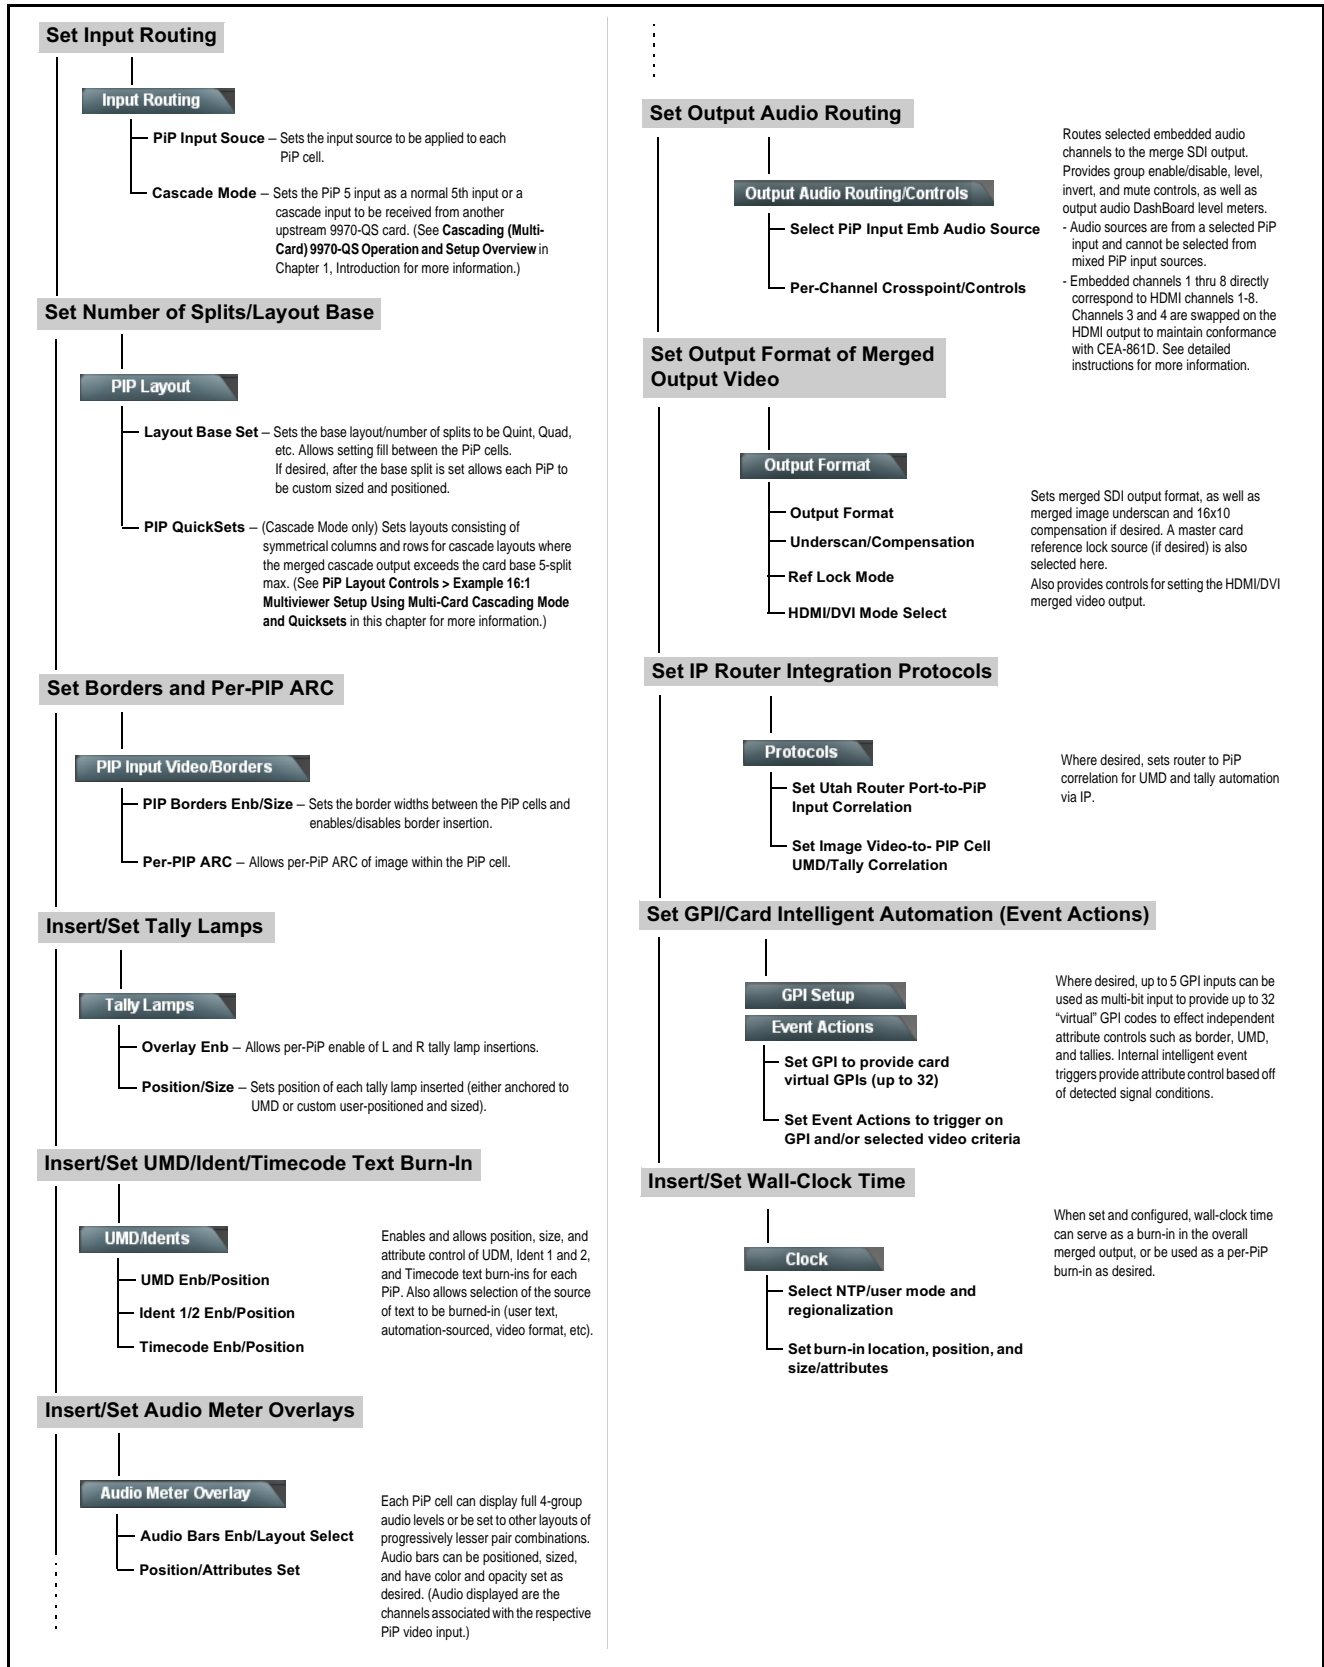 Set Input Routing
Input Routing
PiP Input Souce – Sets the input source to be applied to each
PiP cell.
Cascade Mode – Sets the PiP 5 input as a normal 5th input or a
cascade input to be received from another
upstream 9970-QS card. (See Cascading (Multi-
Card) 9970-QS Operation and Setup Overview in
Chapter 1, Introduction for more information.)
Set Number of Splits/Layout Base
PIP Layout
Layout Base Set – Sets the base layout/number of splits to be Quint, Quad,
etc. Allows setting fill between the PiP cells.
If desired, after the base split is set allows each PiP to
be custom sized and positioned.
PIP QuickSets – (Cascade Mode only) Sets layouts consisting of
symmetrical columns and rows for cascade layouts where
the merged cascade output exceeds the card base 5-split
max. (See PiP Layout Controls > Example 16:1
Multiviewer Setup Using Multi-Card Cascading Mode
and Quicksets in this chapter for more information.)
Set Borders and Per-PIP ARC
PIP Input Video/Borders
PIP Borders Enb/Size – Sets the border widths between the PiP cells and
enables/disables border insertion.
Per-PIP ARC – Allows per-PiP ARC of image within the PiP cell.
Insert/Set Tally Lamps
Tally Lamps
Overlay Enb – Allows per-PiP enable of L and R tally lamp insertions.
Position/Size – Sets position of each tally lamp inserted (either anchored to
UMD or custom user-positioned and sized).
Insert/Set UMD/Ident/Timecode Text Burn-In
UMD/Idents
UMD Enb/Position
Ident 1/2 Enb/Position
Timecode Enb/Position
Enables and allows position, size, and
attribute control of UDM, Ident 1 and 2,
and Timecode text burn-ins for each
PiP. Also allows selection of the source
of text to be burned-in (user text,
automation-sourced, video format, etc).
Insert/Set Audio Meter Overlays
Audio Meter Overlay
Audio Bars Enb/Layout Select
Position/Attributes Set
Each PiP cell can display full 4-group
audio levels or be set to other layouts of
progressively lesser pair combinations.
Audio bars can be positioned, sized,
and have color and opacity set as
desired. (Audio displayed are the
channels associated with the respective
PiP video input.)
Set Output Audio Routing
Output Audio Routing/Controls
Select PiP Input Emb Audio Source
Per-Channel Crosspoint/Controls
Routes selected embedded audio
channels to the merge SDI output.
Provides group enable/disable, level,
invert, and mute controls, as well as
output audio DashBoard level meters.
- Audio sources are from a selected PiP
input and cannot be selected from
mixed PiP input sources.
- Embedded channels 1 thru 8 directly
correspond to HDMI channels 1-8.
Channels 3 and 4 are swapped on the
HDMI output to maintain conformance
with CEA-861D. See detailed
instructions for more information.
Set Output Format of Merged
Output Video
Output Format
Output Format
Underscan/Compensation
Ref Lock Mode
HDMI/DVI Mode Select
Sets merged SDI output format, as well as
merged image underscan and 16x10
compensation if desired. A master card
reference lock source (if desired) is also
selected here.
Also provides controls for setting the HDMI/DVI
merged video output.
Set IP Router Integration Protocols
Protocols
Set Utah Router Port-to-PiP
Input Correlation
Set Image Video-to- PIP Cell
UMD/Tally Correlation
Where desired, sets router to PiP
correlation for UMD and tally automation
via IP.
Set GPI/Card Intelligent Automation (Event Actions)
GPI Setup
Event Actions
Set GPI to provide card
virtual GPIs (up to 32)
Set Event Actions to trigger on
GPI and/or selected video criteria
Where desired, up to 5 GPI inputs can be
used as multi-bit input to provide up to 32
“virtual” GPI codes to effect independent
attribute controls such as border, UMD,
and tallies. Internal intelligent event
triggers provide attribute control based off
of detected signal conditions.
Insert/Set Wall-Clock Time
Clock
Select NTP/user mode and
regionalization
Set burn-in location, position, and
size/attributes
When set and configured, wall-clock time
can serve as a burn-in in the overall
merged output, or be used as a per-PiP
burn-in as desired.